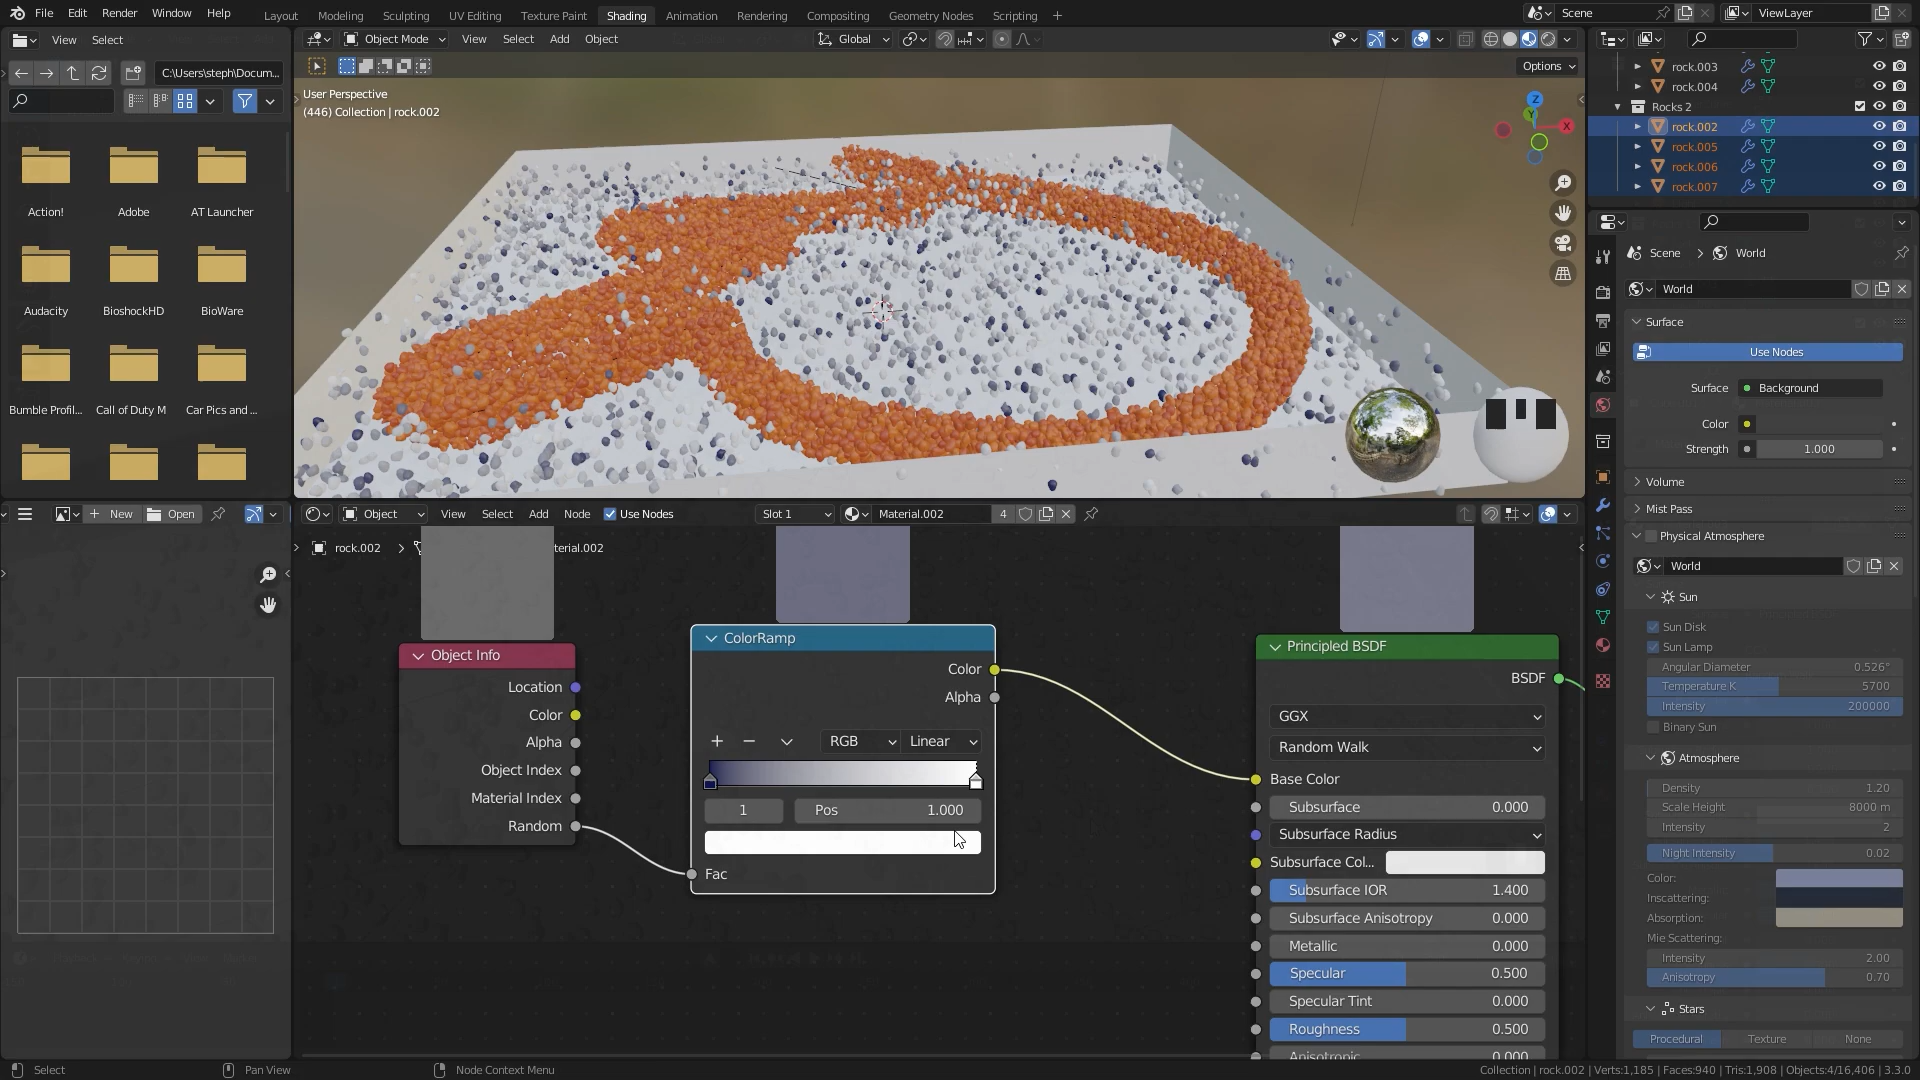 File Edit Render Window Help
Layout Modeling Sculpting UV Editing Texture Paint Shading Animation Rendering Compositing Geometry Nodes Scripting +
Scene
ViewLayer
View Select
Object Mode View Select Add Object
Global
C:\Users\steph\Docum...
Options
User Perspective
(446) Collection | rock.002
Z
Y
X
Action! Adobe AT Launcher
Audacity BioshockHD BioWare
Bumble Profil... Call of Duty M Car Pics and ...
rock.003
rock.004
Rocks 2
rock.002
rock.005
rock.006
rock.007
Scene > World
World
Surface
Use Nodes
Surface Background
Color
Strength 1.000
Volume
Mist Pass
Physical Atmosphere
World
Sun
Sun Disk
Sun Lamp
Angular Diameter 0.526°
Temperature K 5700
Intensity 200000
Binary Sun
Atmosphere
Density 1.20
Scale Height 8000 m
Intensity 2
Night Intensity 0.02
Color:
Inscattering:
Absorption:
Mie Scattering:
Intensity 2.00
Anisotropy 0.70
Stars
Procedural Texture None
New Open
Object View Select Add Node Use Nodes Slot 1 Material.002 4
rock.002 > terial.002
Object Info
Location
Color
Alpha
Object Index
Material Index
Random
ColorRamp
Color
Alpha
RGB Linear
1 Pos 1.000
Fac
Principled BSDF
BSDF
GGX
Random Walk
Base Color
Subsurface 0.000
Subsurface Radius
Subsurface Col...
Subsurface IOR 1.400
Subsurface Anisotropy 0.000
Metallic 0.000
Specular 0.500
Specular Tint 0.000
Roughness 0.500
Anisotropic 0.000
Select Pan View Node Context Menu
Collection | rock.002 | Verts:1,185 | Faces:940 | Tris:1,908 | Objects:4/16,406 | 3.3.0